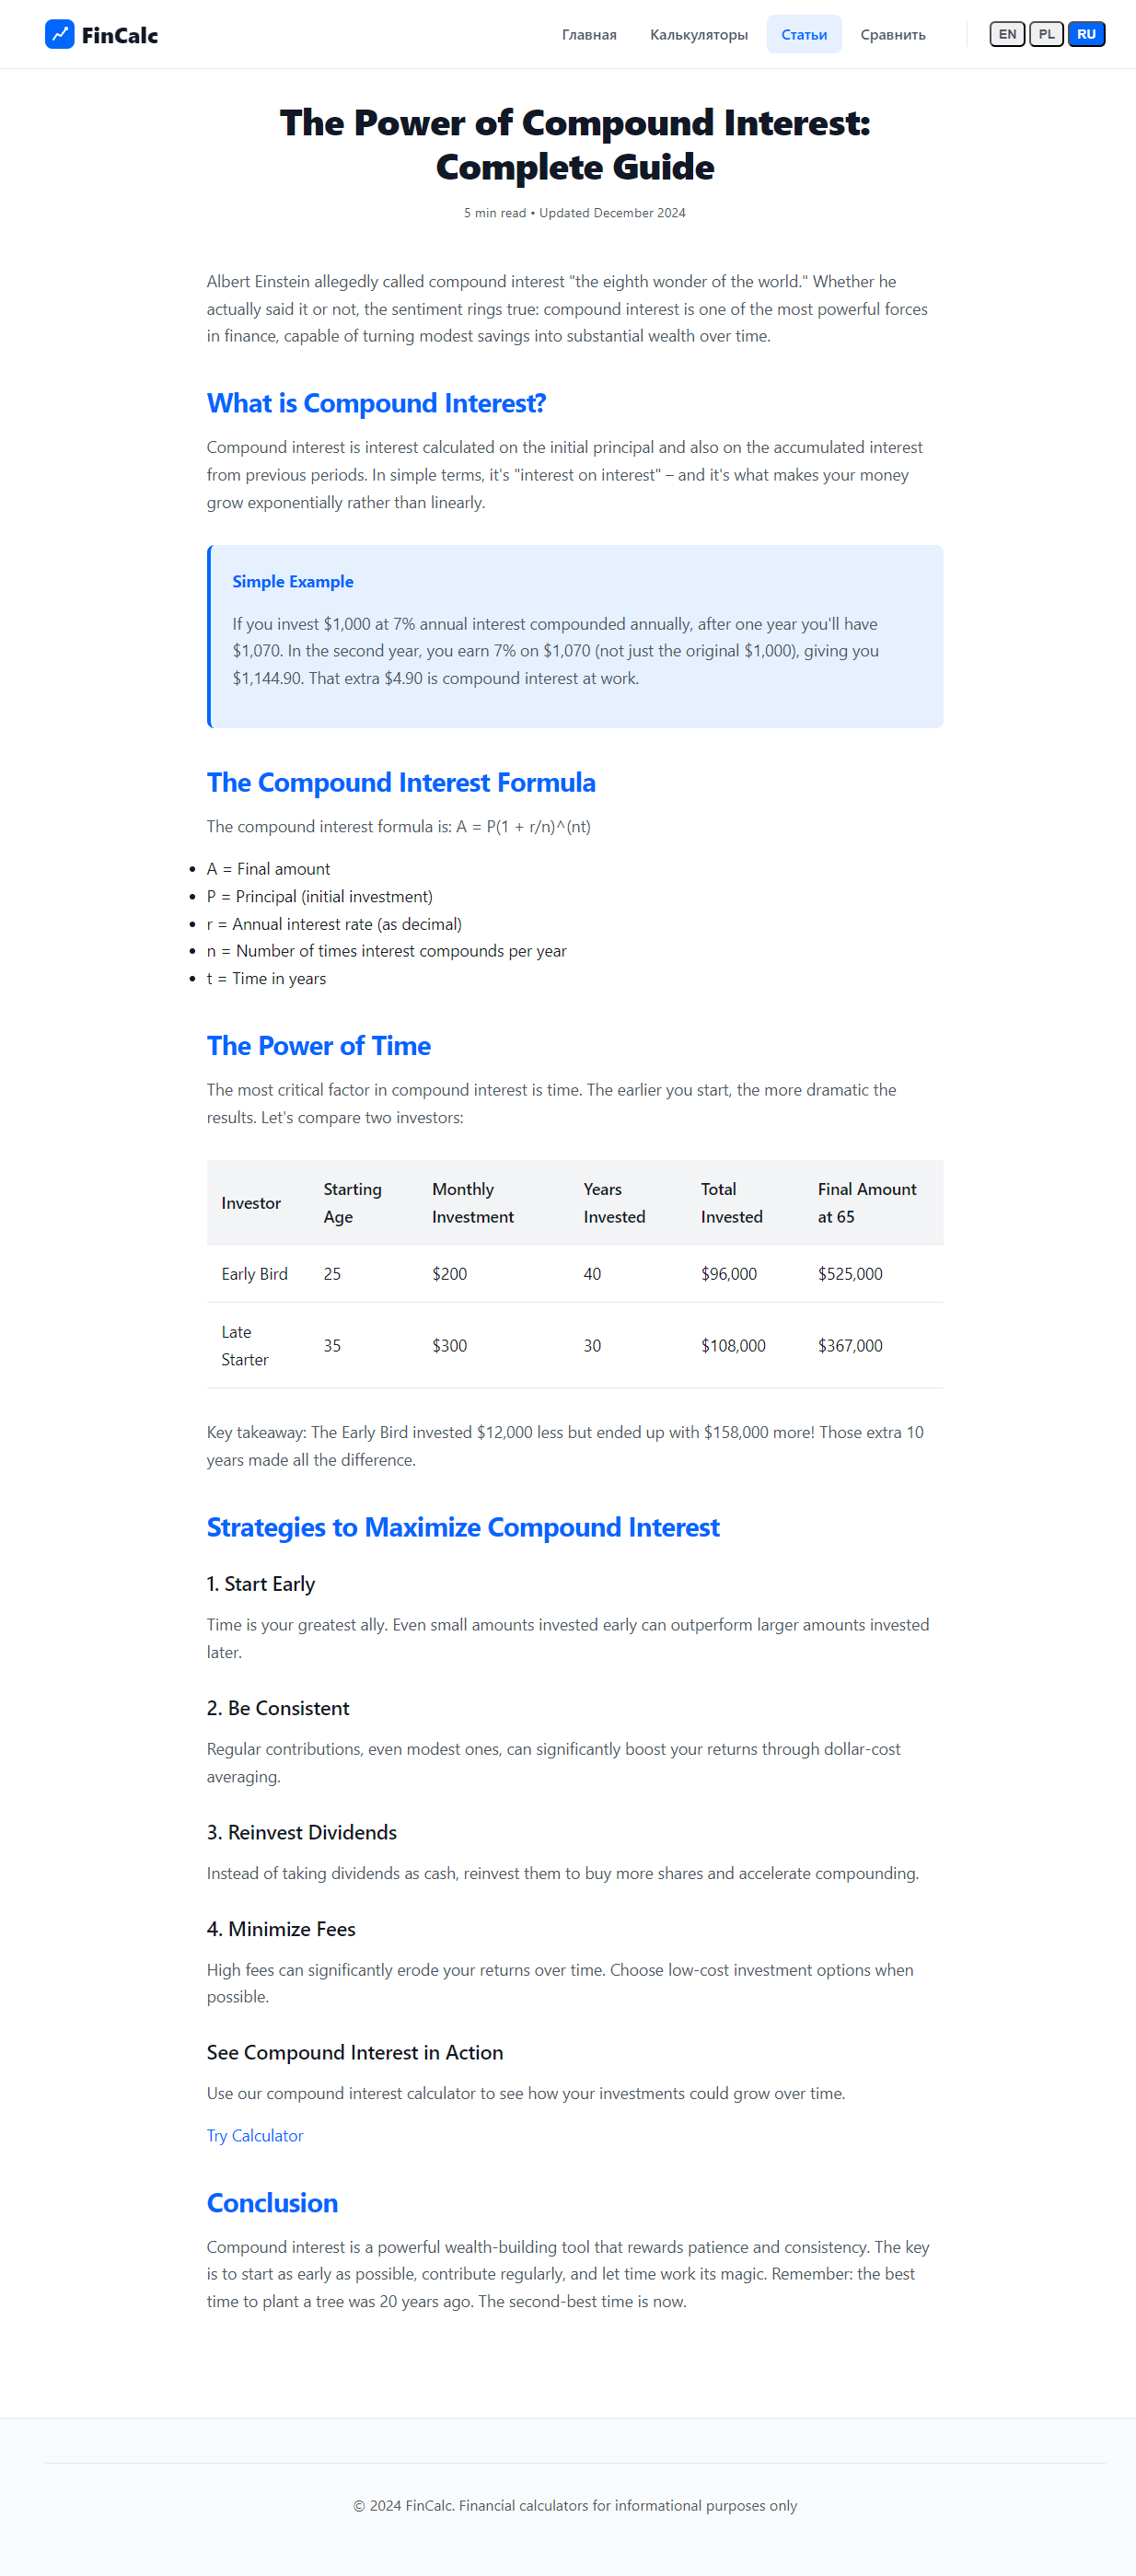 FinCalc
Главная Калькуляторы Статьи Сравнить EN PL RU
The Power of Compound Interest:
Complete Guide
5 min read • Updated December 2024
Albert Einstein allegedly called compound interest "the eighth wonder of the world." Whether he
actually said it or not, the sentiment rings true: compound interest is one of the most powerful forces
in finance, capable of turning modest savings into substantial wealth over time.
What is Compound Interest?
Compound interest is interest calculated on the initial principal and also on the accumulated interest
from previous periods. In simple terms, it's "interest on interest" – and it's what makes your money
grow exponentially rather than linearly.
Simple Example
If you invest $1,000 at 7% annual interest compounded annually, after one year you'll have
$1,070. In the second year, you earn 7% on $1,070 (not just the original $1,000), giving you
$1,144.90. That extra $4.90 is compound interest at work.
The Compound Interest Formula
The compound interest formula is: A = P(1 + r/n)^(nt)
• A = Final amount
• P = Principal (initial investment)
• r = Annual interest rate (as decimal)
• n = Number of times interest compounds per year
• t = Time in years
The Power of Time
The most critical factor in compound interest is time. The earlier you start, the more dramatic the
results. Let's compare two investors:
Investor Starting Age Monthly Investment Years Invested Total Invested Final Amount at 65
Early Bird 25 $200 40 $96,000 $525,000
Late Starter 35 $300 30 $108,000 $367,000
Key takeaway: The Early Bird invested $12,000 less but ended up with $158,000 more! Those extra 10
years made all the difference.
Strategies to Maximize Compound Interest
1. Start Early
Time is your greatest ally. Even small amounts invested early can outperform larger amounts invested
later.
2. Be Consistent
Regular contributions, even modest ones, can significantly boost your returns through dollar-cost
averaging.
3. Reinvest Dividends
Instead of taking dividends as cash, reinvest them to buy more shares and accelerate compounding.
4. Minimize Fees
High fees can significantly erode your returns over time. Choose low-cost investment options when
possible.
See Compound Interest in Action
Use our compound interest calculator to see how your investments could grow over time.
Try Calculator
Conclusion
Compound interest is a powerful wealth-building tool that rewards patience and consistency. The key
is to start as early as possible, contribute regularly, and let time work its magic. Remember: the best
time to plant a tree was 20 years ago. The second-best time is now.
© 2024 FinCalc. Financial calculators for informational purposes only